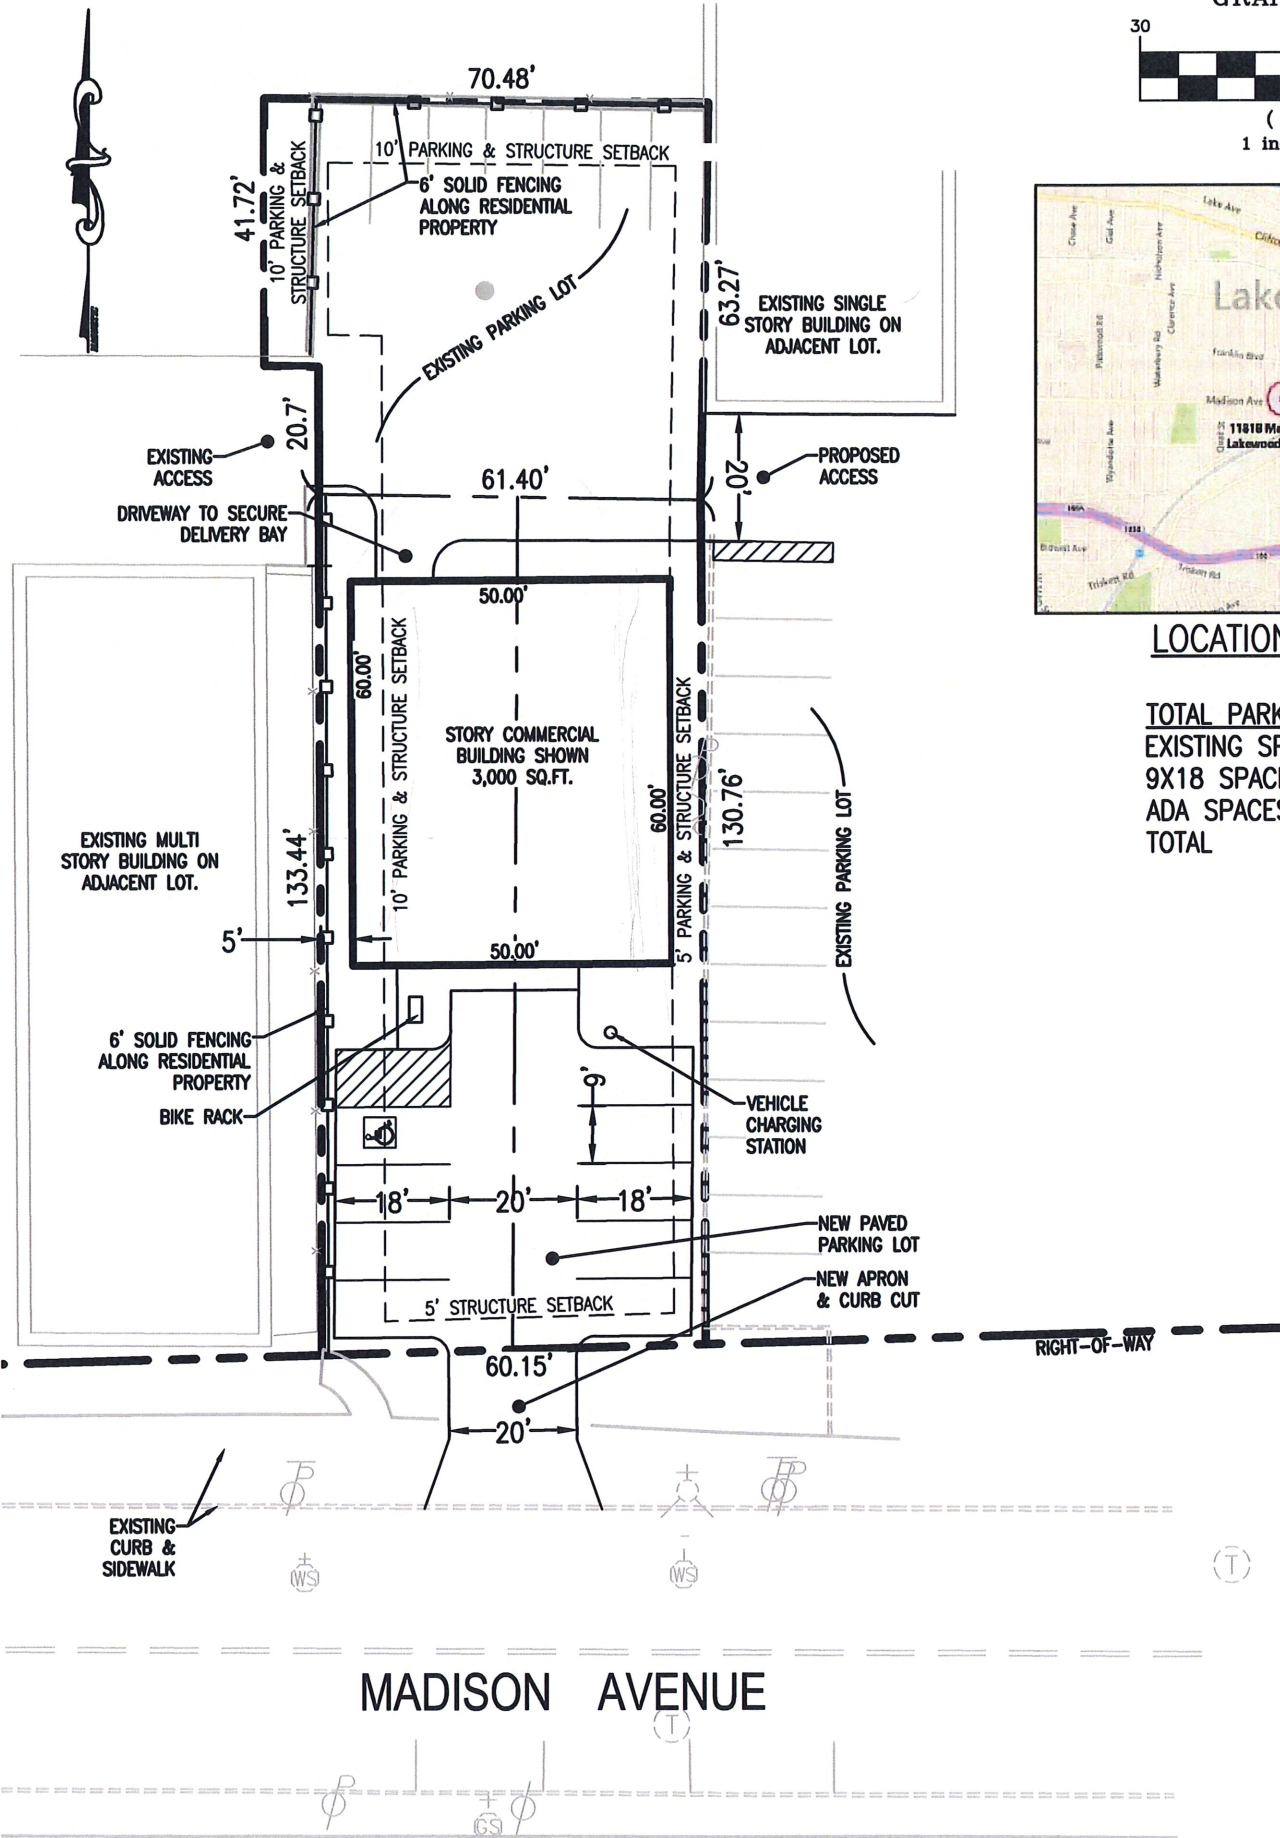 30
(
1 in
70.48'
10' PARKING & STRUCTURE SETBACK
6' SOLID FENCING
ALONG RESIDENTIAL
PROPERTY
41.72'
10' PARKING &
STRUCTURE SETBACK
EXISTING PARKING LOT
63.27'
EXISTING SINGLE
STORY BUILDING ON
ADJACENT LOT.
Lake Ave
Lake
Franklin Blvd
Madison Ave
11818 Ma
Lakewood
Triskett Rd
20.7'
EXISTING
ACCESS
61.40'
20'
PROPOSED
ACCESS
DRIVEWAY TO SECURE
DELIVERY BAY
LOCATION
TOTAL PARK
EXISTING SP
9X18 SPACE
ADA SPACES
TOTAL
50.00'
60.00'
10' PARKING & STRUCTURE SETBACK
STORY COMMERCIAL
BUILDING SHOWN
3,000 SQ.FT.
60.00'
5' PARKING & STRUCTURE SETBACK
130.76'
EXISTING PARKING LOT
EXISTING MULTI
STORY BUILDING ON
ADJACENT LOT.
133.44'
5'
50.00'
6' SOLID FENCING
ALONG RESIDENTIAL
PROPERTY
BIKE RACK
9'
VEHICLE
CHARGING
STATION
18'
20'
18'
NEW PAVED
PARKING LOT
NEW APRON
& CURB CUT
5' STRUCTURE SETBACK
RIGHT-OF-WAY
60.15'
20'
EXISTING
CURB &
SIDEWALK
WS
WS
T
MADISON AVENUE
T
GS